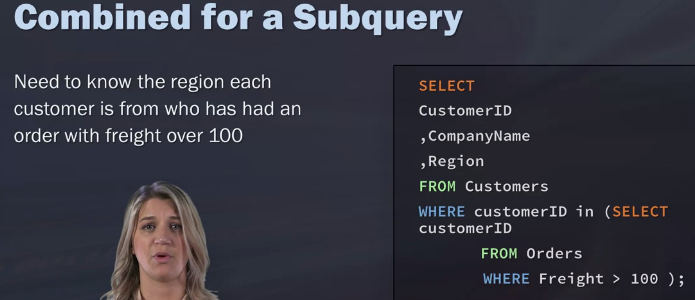 Combined for a Subquery
Need to know the region each
customer is from who has had an
order with freight over 100
SELECT
CustomerID
,CompanyName
,Region
FROM Customers
WHERE customerID in (SELECT
customerID
FROM Orders
WHERE Freight > 100 );